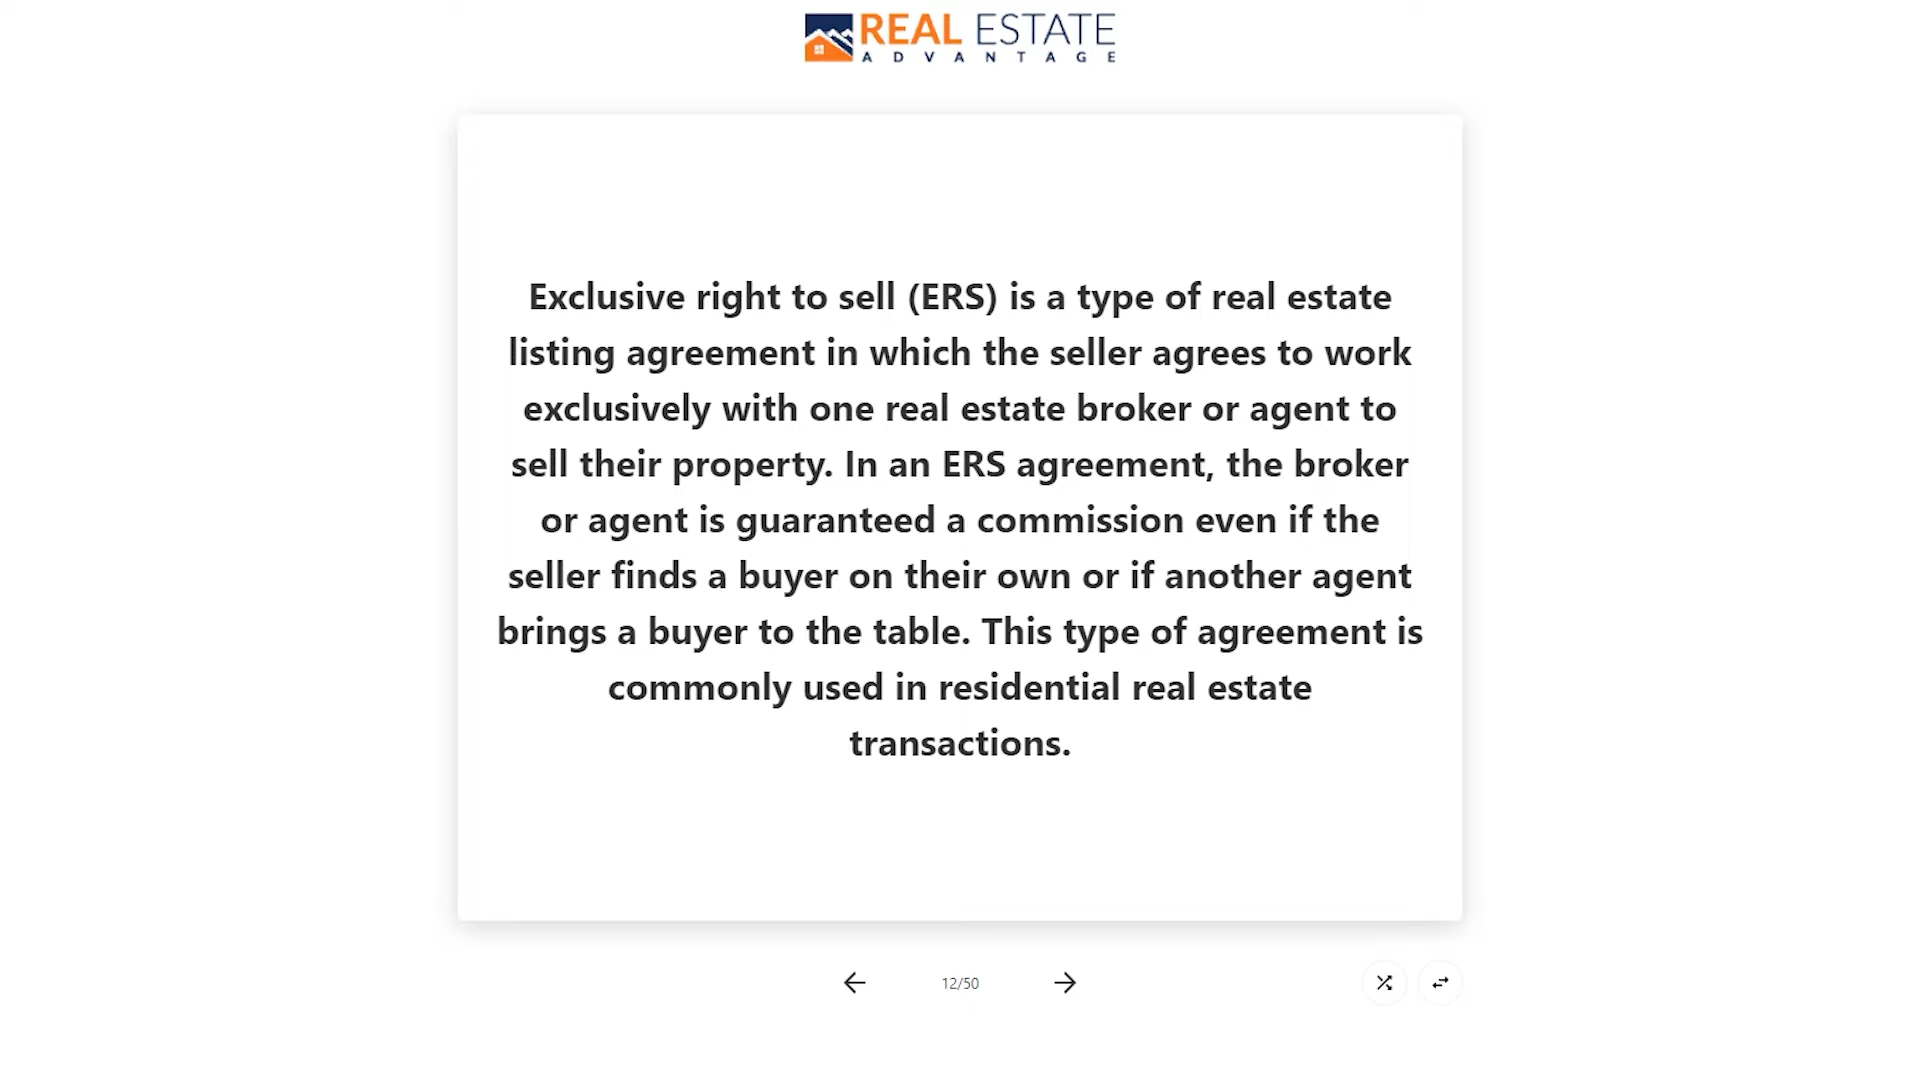 REAL ESTATE
ADVANTAGE
Exclusive right to sell (ERS) is a type of real estate
listing agreement in which the seller agrees to work
exclusively with one real estate broker or agent to
sell their property. In an ERS agreement, the broker
or agent is guaranteed a commission even if the
seller finds a buyer on their own or if another agent
brings a buyer to the table. This type of agreement is
commonly used in residential real estate
transactions.
12/50